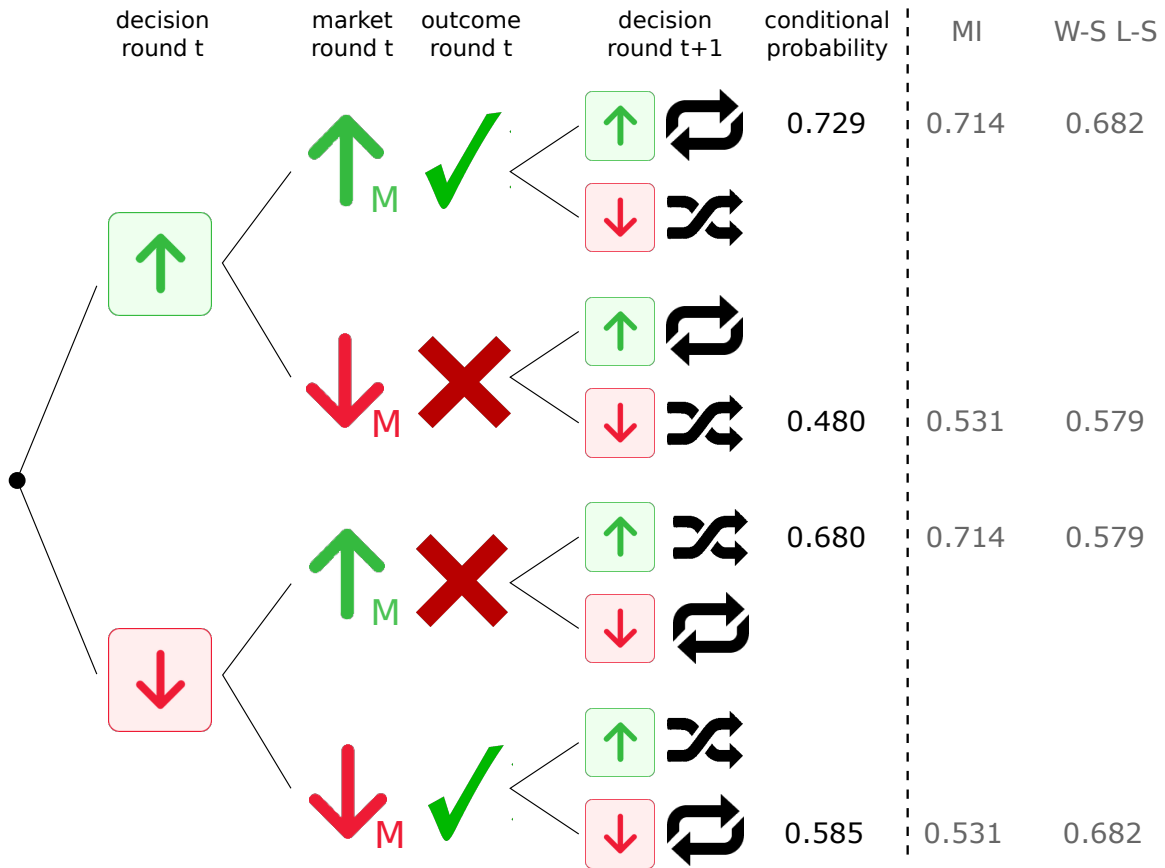 decision
round t
market
round t
outcome
round t
decision
round t+1
conditional
probability
MI
W-S L-S
M
0.729 0.714 0.682
M
0.480 0.531 0.579
0.680 0.714 0.579
M
M
0.585 0.531 0.682